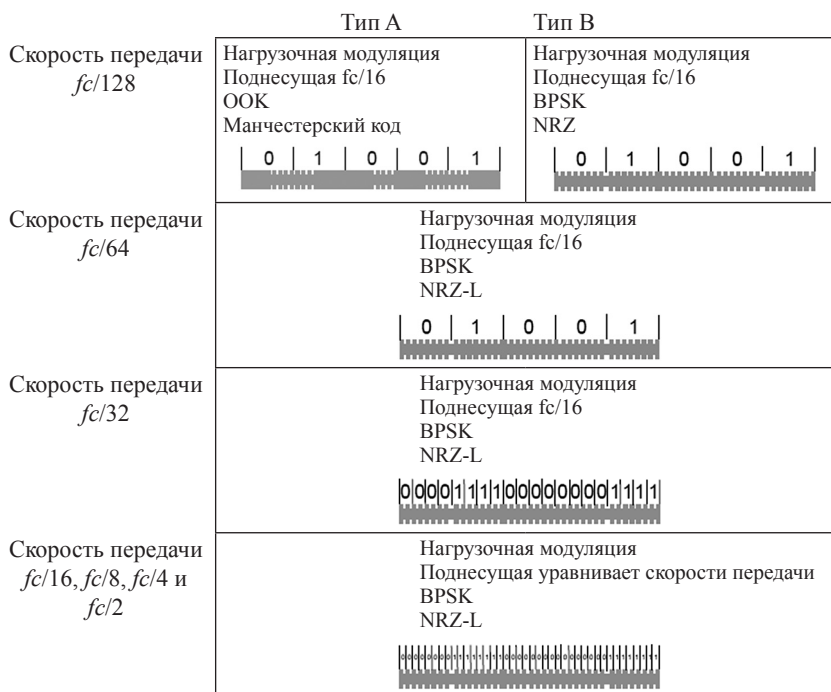 Тип А Тип В
Скорость передачи
fc/128
Нагрузочная модуляция
Поднесущая fc/16
OOK
Манчестерский код
0 1 0 0 1
Нагрузочная модуляция
Поднесущая fc/16
BPSK
NRZ
0 1 0 0 1
Скорость передачи
fc/64
Нагрузочная модуляция
Поднесущая fc/16
BPSK
NRZ-L
0 1 0 0 1
Скорость передачи
fc/32
Нагрузочная модуляция
Поднесущая fc/16
BPSK
NRZ-L
0 0 0 0 1 1 1 1 0 0 0 0 0 0 0 0 1 1 1 1
Скорость передачи
fc/16, fc/8, fc/4 и
fc/2
Нагрузочная модуляция
Поднесущая уравнивает скорости передачи
BPSK
NRZ-L